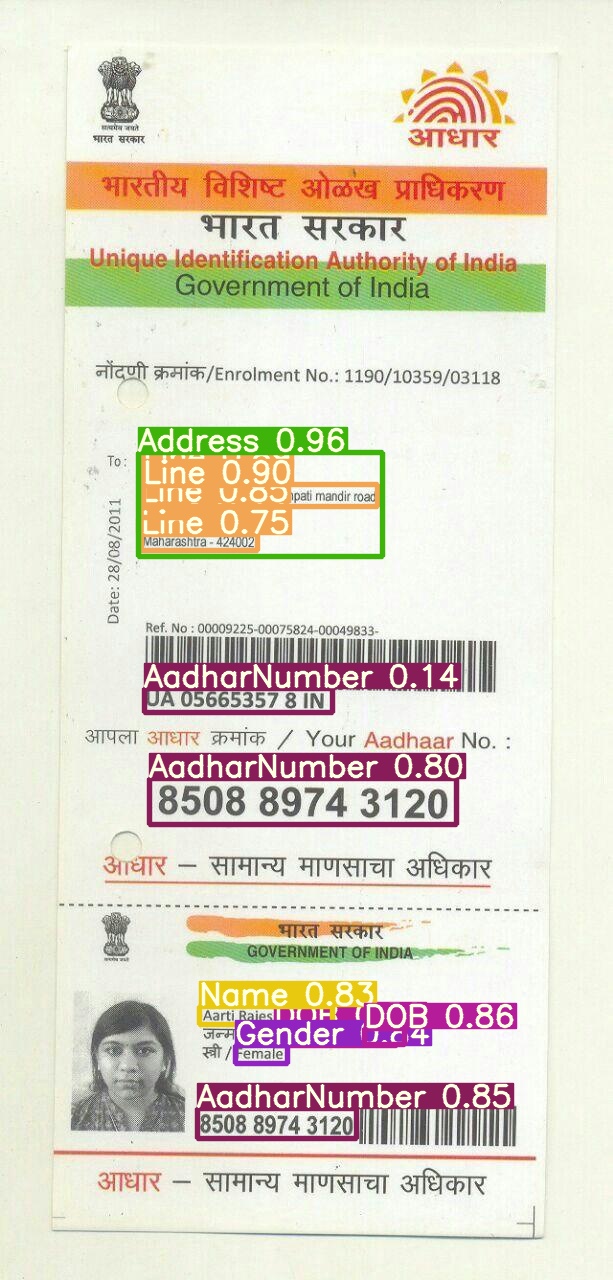 सत्यमेव जयते
भारत सरकार
आधार
भारतीय विशिष्ट ओळख प्राधिकरण
भारत सरकार
Unique Identification Authority of India
Government of India
नोंदणी क्रमांक/Enrolment No.: 1190/10359/03118
Address 0.96
To:
Line 0.90
Line 0.85 pati mandir road
Line 0.75
Maharashtra - 424002
Date: 28/08/2011
Ref. No : 00009225-00075824-00049833-
AadharNumber 0.14
UA 05665357 8 IN
आपला आधार क्रमांक / Your Aadhaar No. :
AadharNumber 0.80
8508 8974 3120
आधार – सामान्य माणसाचा अधिकार
भारत सरकार
GOVERNMENT OF INDIA
Name 0.83
Aarti Rajes DOB DOB 0.86
जन्म Gender
स्त्री / Female
AadharNumber 0.85
8508 8974 3120
आधार – सामान्य माणसाचा अधिकार